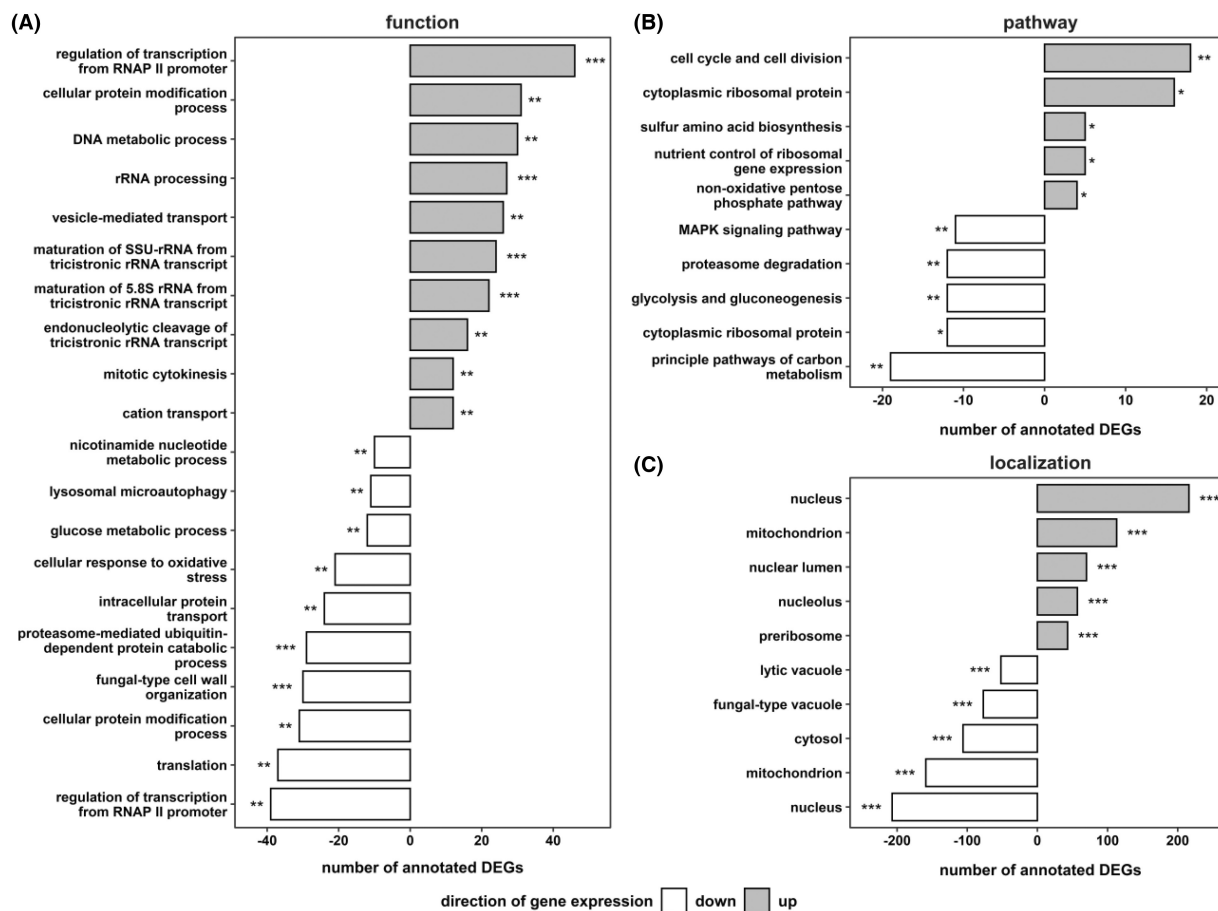 (A)
function
regulation of transcription
from RNAP II promoter
***
cellular protein modification
process
**
DNA metabolic process
**
rRNA processing
***
vesicle-mediated transport
**
maturation of SSU-rRNA from
tricistronic rRNA transcript
***
maturation of 5.8S rRNA from
tricistronic rRNA transcript
***
endonucleolytic cleavage of
tricistronic rRNA transcript
**
mitotic cytokinesis
**
cation transport
**
nicotinamide nucleotide
metabolic process
**
lysosomal microautophagy
**
glucose metabolic process
**
cellular response to oxidative
stress
**
intracellular protein
transport
**
proteasome-mediated ubiquitin-
dependent protein catabolic
process
***
fungal-type cell wall
organization
***
cellular protein modification
process
**
translation
**
regulation of transcription
from RNAP II promoter
**
-40 -20 0 20 40
number of annotated DEGs
(B)
pathway
cell cycle and cell division
**
cytoplasmic ribosomal protein
*
sulfur amino acid biosynthesis
*
nutrient control of ribosomal
gene expression
*
non-oxidative pentose
phosphate pathway
*
MAPK signaling pathway
**
proteasome degradation
**
glycolysis and gluconeogenesis
**
cytoplasmic ribosomal protein
*
principle pathways of carbon
metabolism
**
-20 -10 0 10 20
number of annotated DEGs
(C)
localization
nucleus
***
mitochondrion
***
nuclear lumen
***
nucleolus
***
preribosome
***
lytic vacuole
***
fungal-type vacuole
***
cytosol
***
mitochondrion
***
nucleus
***
-200 -100 0 100 200
number of annotated DEGs
direction of gene expression down up